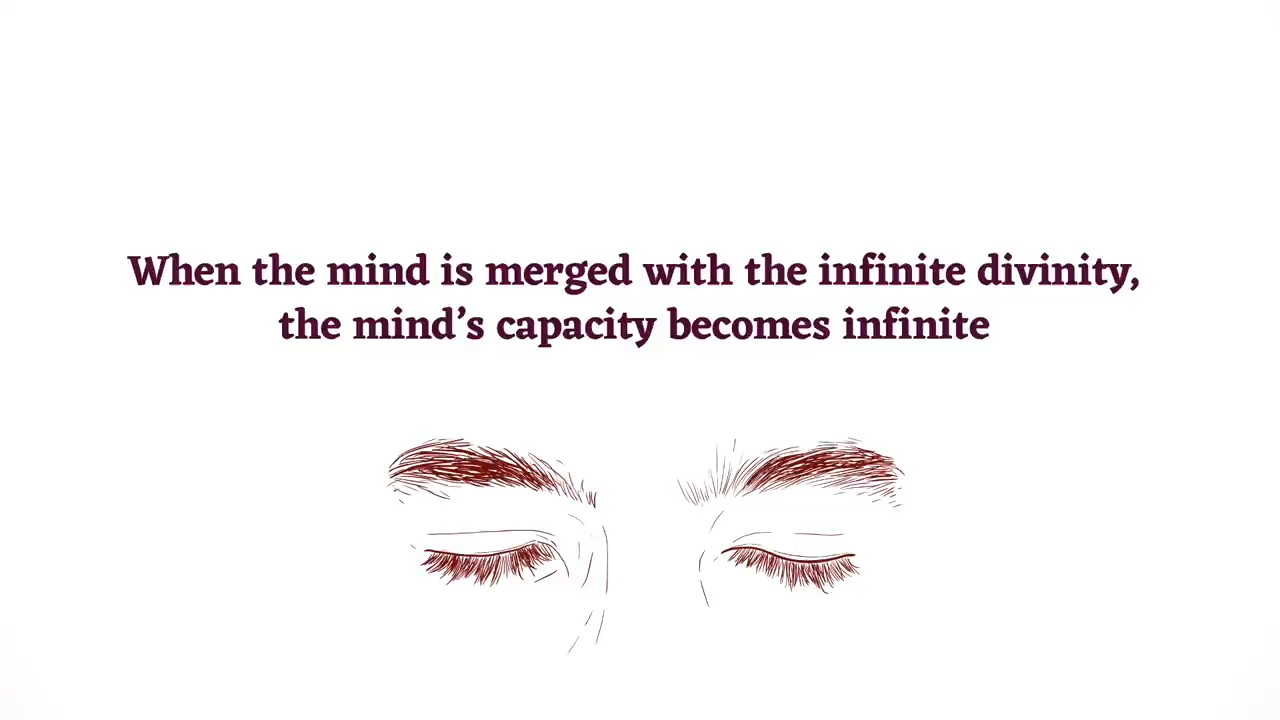 When the mind is merged with the infinite divinity,
the mind’s capacity becomes infinite